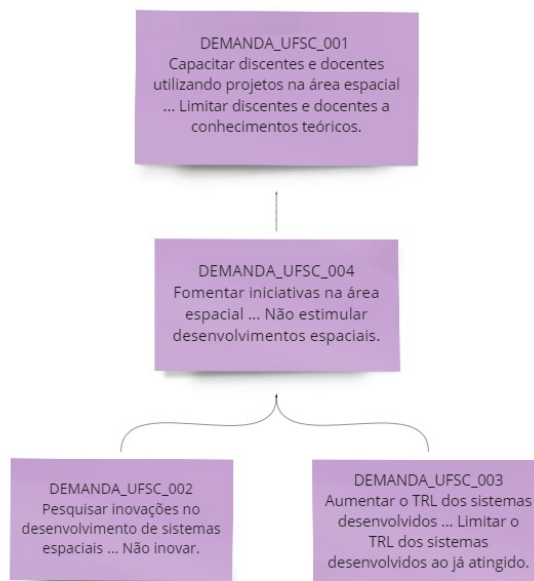 DEMANDA_UFSC_001
Capacitar discentes e docentes
utilizando projetos na área espacial
... Limitar discentes e docentes a
conhecimentos teóricos.
DEMANDA_UFSC_004
Fomentar iniciativas na área
espacial ... Não estimular
desenvolvimentos espaciais.
DEMANDA_UFSC_002
Pesquisar inovações no
desenvolvimento de sistemas
espaciais ... Não inovar.
DEMANDA_UFSC_003
Aumentar o TRL dos sistemas
desenvolvidos ... Limitar o
TRL dos sistemas
desenvolvidos ao já atingido.